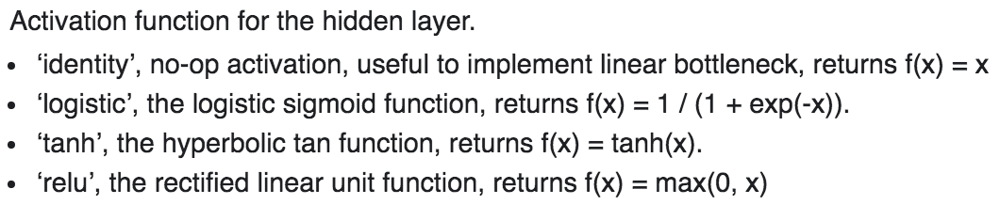 Activation function for the hidden layer.
• ‘identity’, no-op activation, useful to implement linear bottleneck, returns f(x) = x
• ‘logistic’, the logistic sigmoid function, returns f(x) = 1 / (1 + exp(-x)).
• ‘tanh’, the hyperbolic tan function, returns f(x) = tanh(x).
• ‘relu’, the rectified linear unit function, returns f(x) = max(0, x)